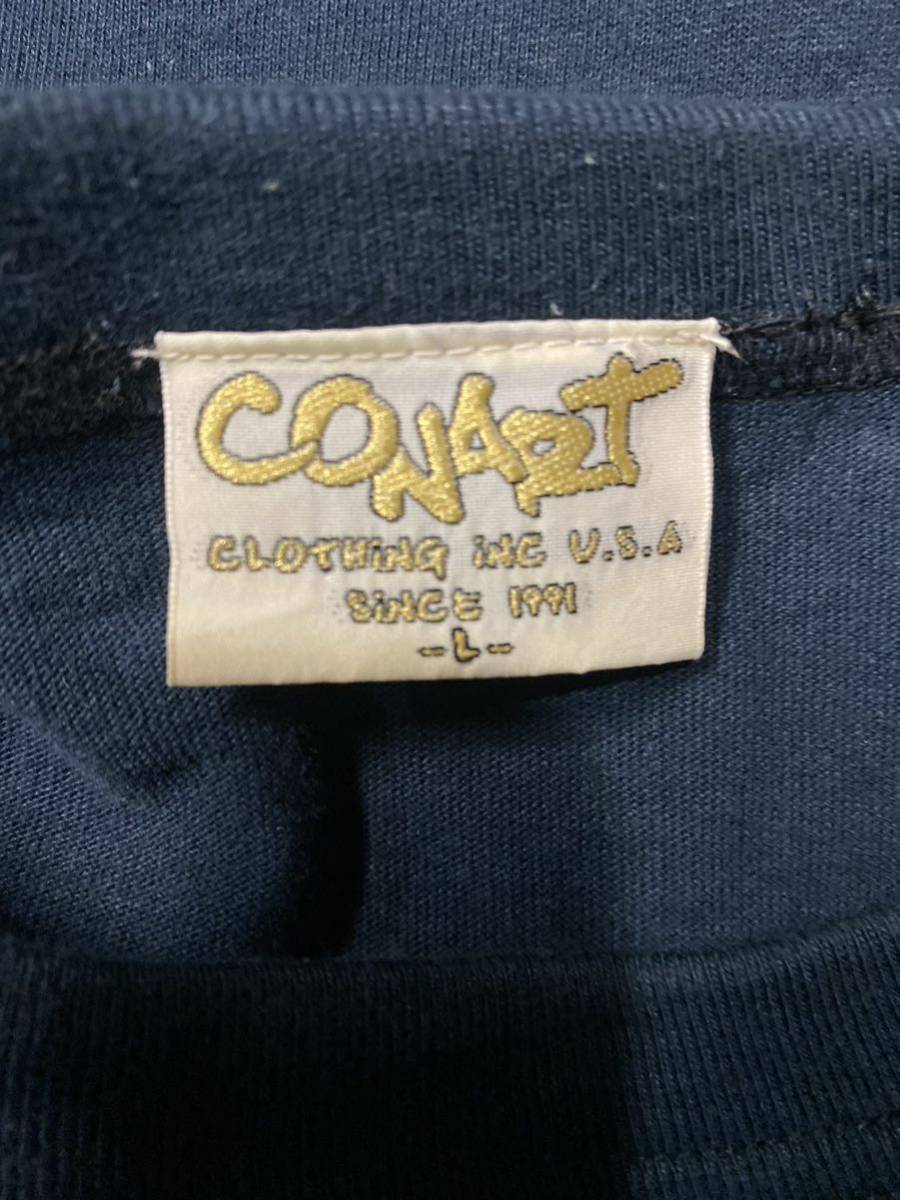 CONART
CLOTHiNG iNC U.S.A
SiNCE 1991
-L-